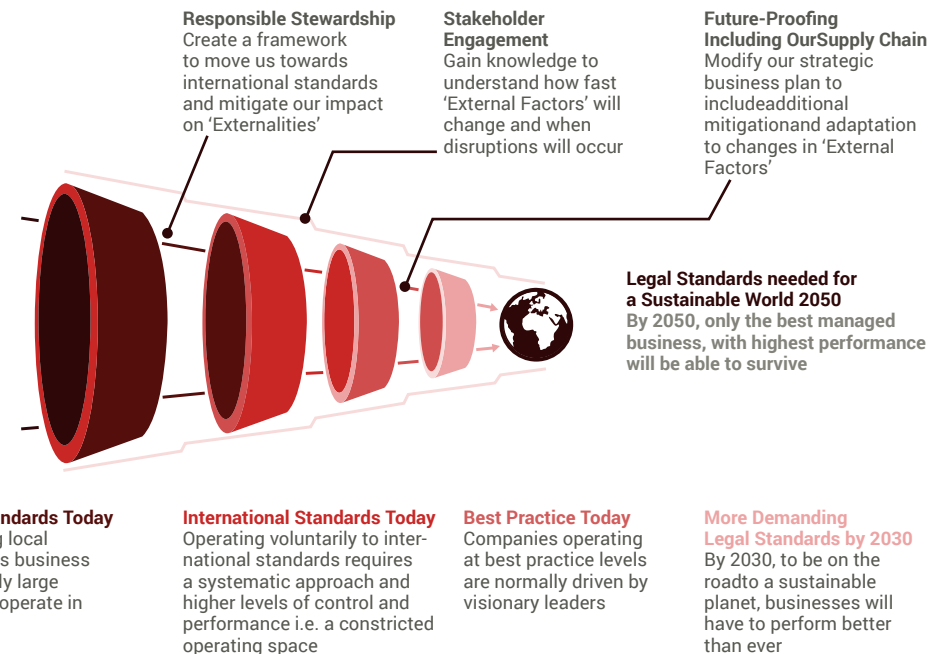 Responsible Stewardship
Create a framework
to move us towards
international standards
and mitigate our impact
on ‘Externalities’
Stakeholder
Engagement
Gain knowledge to
understand how fast
‘External Factors’ will
change and when
disruptions will occur
Future-Proofing
Including OurSupply Chain
Modify our strategic
business plan to
includeadditional
mitigationand adaptation
to changes in ‘External
Factors’
Legal Standards needed for
a Sustainable World 2050
By 2050, only the best managed
business, with highest performance
will be able to survive
ndards Today
g local
s business
ly large
operate in
International Standards Today
Operating voluntarily to inter-
national standards requires
a systematic approach and
higher levels of control and
performance i.e. a constricted
operating space
Best Practice Today
Companies operating
at best practice levels
are normally driven by
visionary leaders
More Demanding
Legal Standards by 2030
By 2030, to be on the
roadto a sustainable
planet, businesses will
have to perform better
than ever